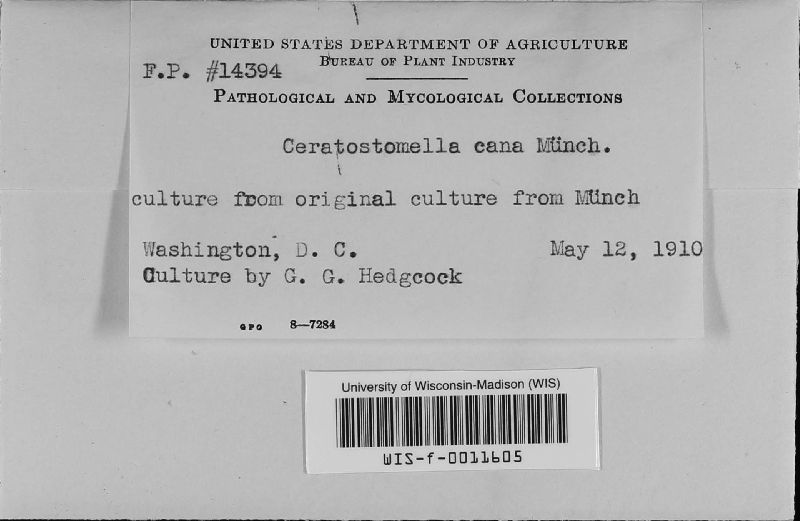 UNITED STATES DEPARTMENT OF AGRICULTURE
BUREAU OF PLANT INDUSTRY
F.P. #14394
PATHOLOGICAL AND MYCOLOGICAL COLLECTIONS
Ceratostomella cana Münch.
culture from original culture from Münch
Washington, D. C. May 12, 1910
Culture by G. G. Hedgcock
GPO 8—7284
University of Wisconsin-Madison (WIS)
WIS-f-0011605